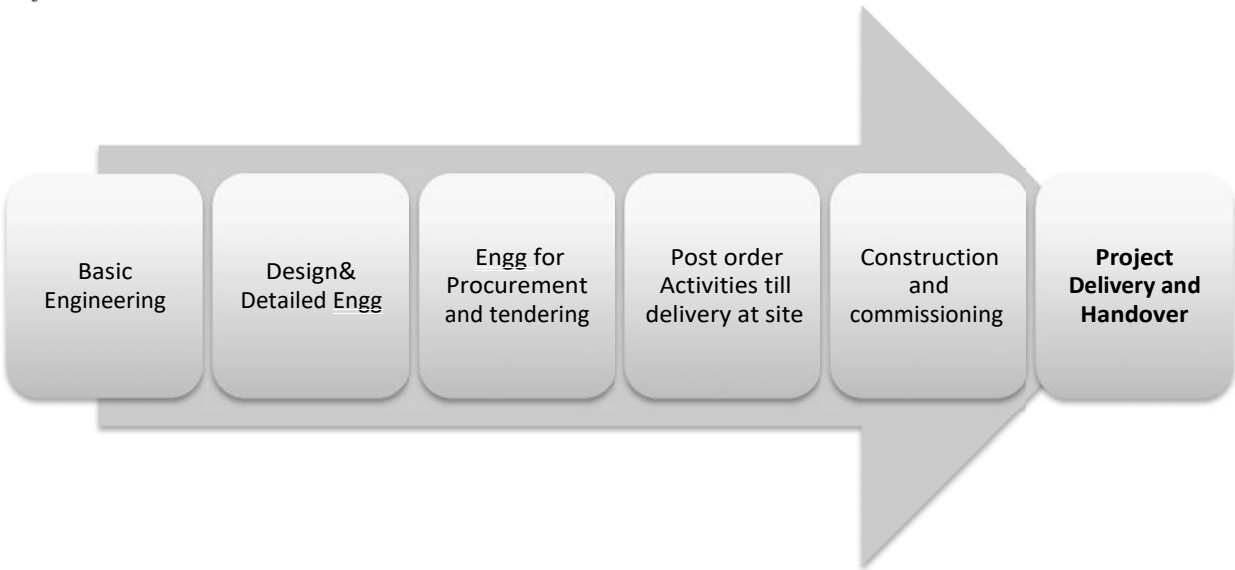 Basic
Engineering
Design&
Detailed Engg
Engg for
Procurement
and tendering
Post order
Activities till
delivery at site
Construction
and
commissioning
Project
Delivery and
Handover